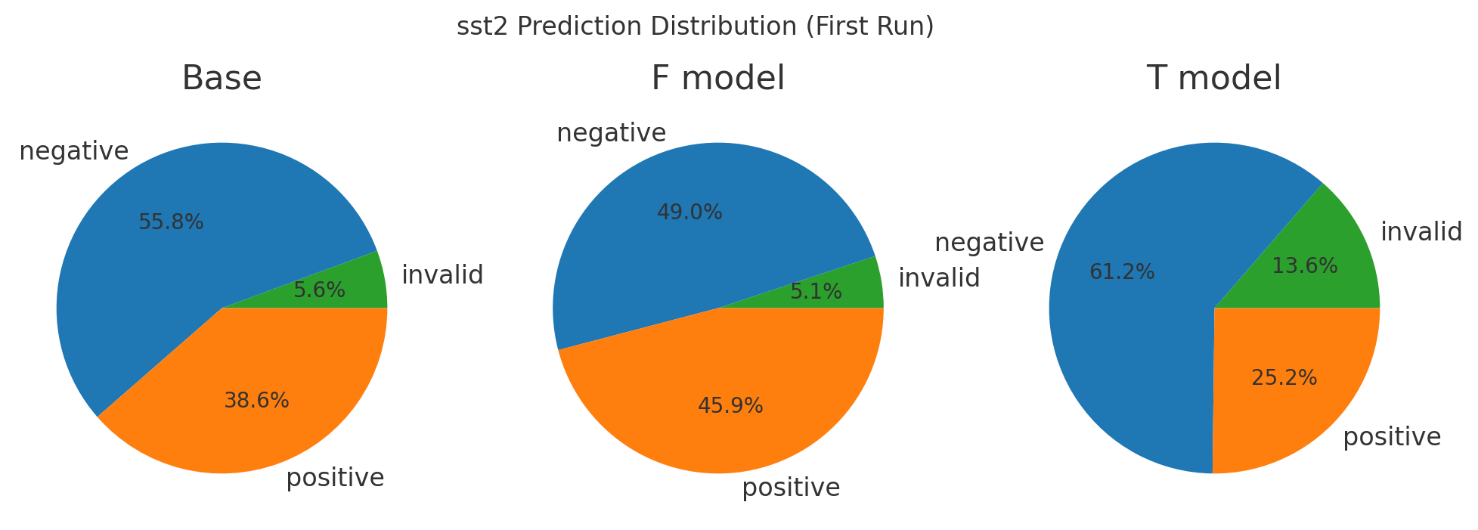 sst2 Prediction Distribution (First Run)
Base
negative
55.8%
invalid
5.6%
38.6%
positive
F model
negative
49.0%
invalid
5.1%
45.9%
positive
T model
negative
61.2%
invalid
13.6%
25.2%
positive